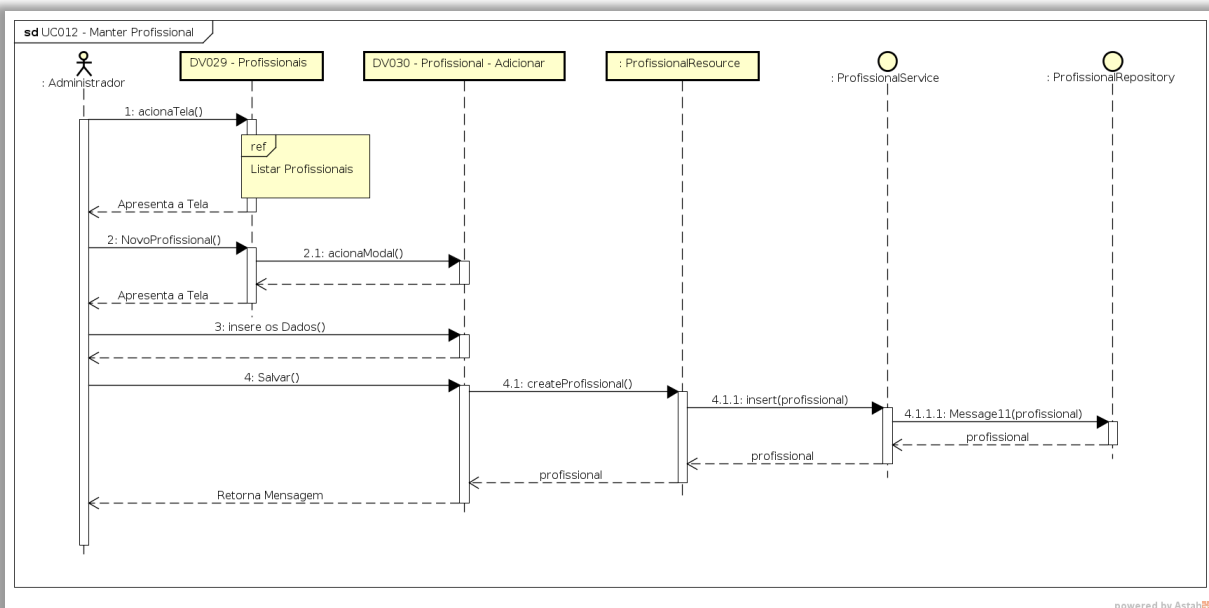 sd UC012 - Manter Profissional
: Administrador
DV029 - Profissionais
DV030 - Profissional - Adicionar
: ProfissionalResource
: ProfissionalService
: ProfissionalRepository
1: acionaTela()
ref
Listar Profissionais
Apresenta a Tela
2: NovoProfissional()
2.1: acionaModal()
Apresenta a Tela
3: insere os Dados()
4: Salvar()
4.1: createProfissional()
4.1.1: insert(profissional)
4.1.1.1: Message11(profissional)
profissional
profissional
profissional
Retorna Mensagem
powered by Astah